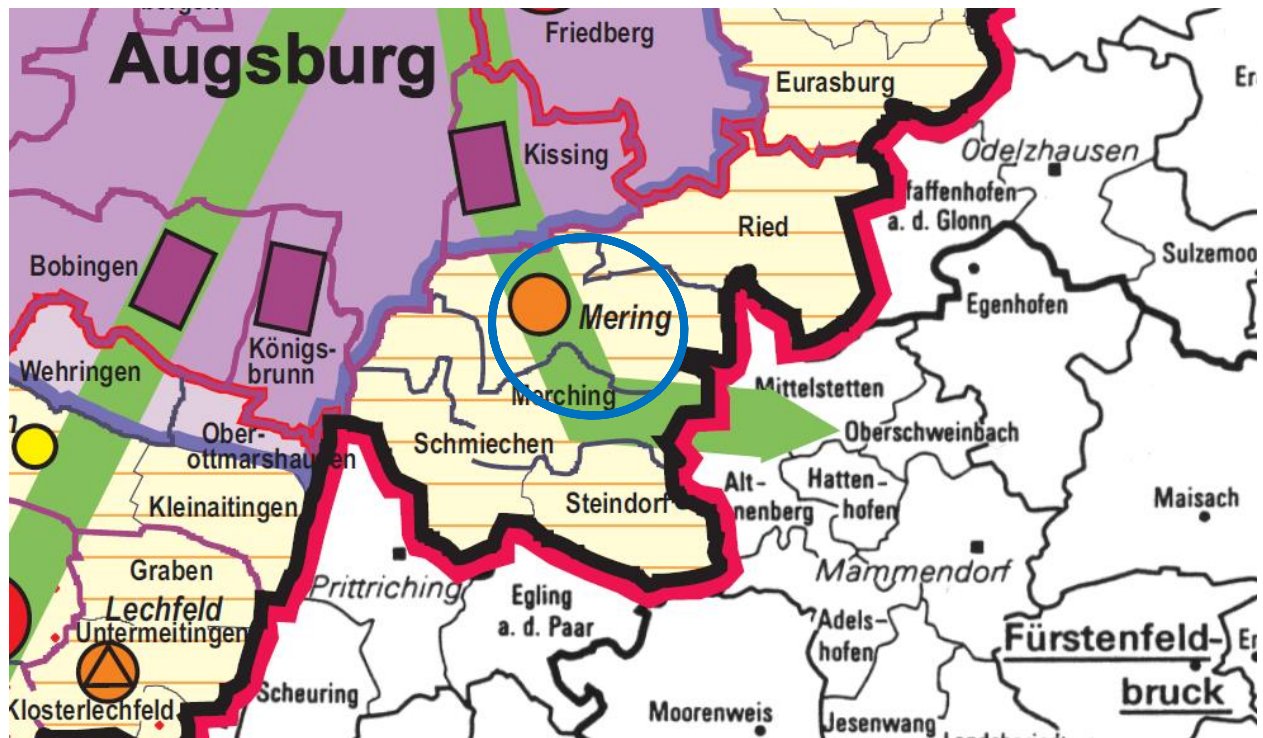 Friedberg
Augsburg
Eurasburg
Kissing
Odelzhausen
faffenhofen
a. d. Glonn
Ried
Sulzemoo
Bobingen
Egenhofen
Mering
Königs-
brunn
Wehringen
Mittelstetten
Merching
Ober-
ottmarshausen
Schmiechen
Oberschweinbach
Alt-
nenberg
Hatten-
hofen
Steindorf
Maisach
Kleinaitingen
Graben
Lechfeld
Untermeitingen
Prittriching
Mammendorf
Egling
a. d. Paar
Adels-
hofen
Fürstenfeld-
bruck
Klosterlechfeld
Scheuring
Moorenweis
Jesenwang